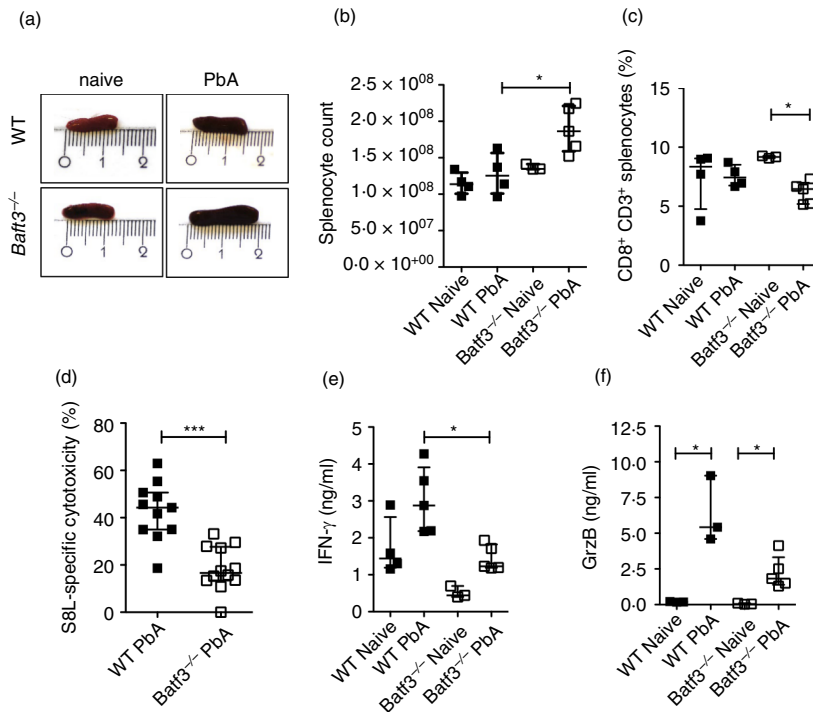 (a)
naive
PbA
WT
Batf3⁻/⁻
0 1 2
0 1 2
0 1 2
0 1 2
(b)
Splenocyte count
2·5 × 10⁰⁸
2·0 × 10⁰⁸
1·5 × 10⁰⁸
1·0 × 10⁰⁸
5·0 × 10⁰⁷
0·0 × 10⁺⁰⁰
*
WT Naive
WT PbA
Batf3⁻/⁻ Naive
Batf3⁻/⁻ PbA
(c)
CD8⁺ CD3⁺ splenocytes (%)
15
10
5
0
*
WT Naive
WT PbA
Batf3⁻/⁻ Naive
Batf3⁻/⁻ PbA
(d)
S8L-specific cytotoxicity (%)
80
60
40
20
0
***
WT PbA
Batf3⁻/⁻ PbA
(e)
IFN-γ (ng/ml)
5
4
3
2
1
0
*
WT Naive
WT PbA
Batf3⁻/⁻ Naive
Batf3⁻/⁻ PbA
(f)
GrzB (ng/ml)
12·5
10·0
7·5
5·0
2·5
0·0
*
*
WT Naive
WT PbA
Batf3⁻/⁻ Naive
Batf3⁻/⁻ PbA